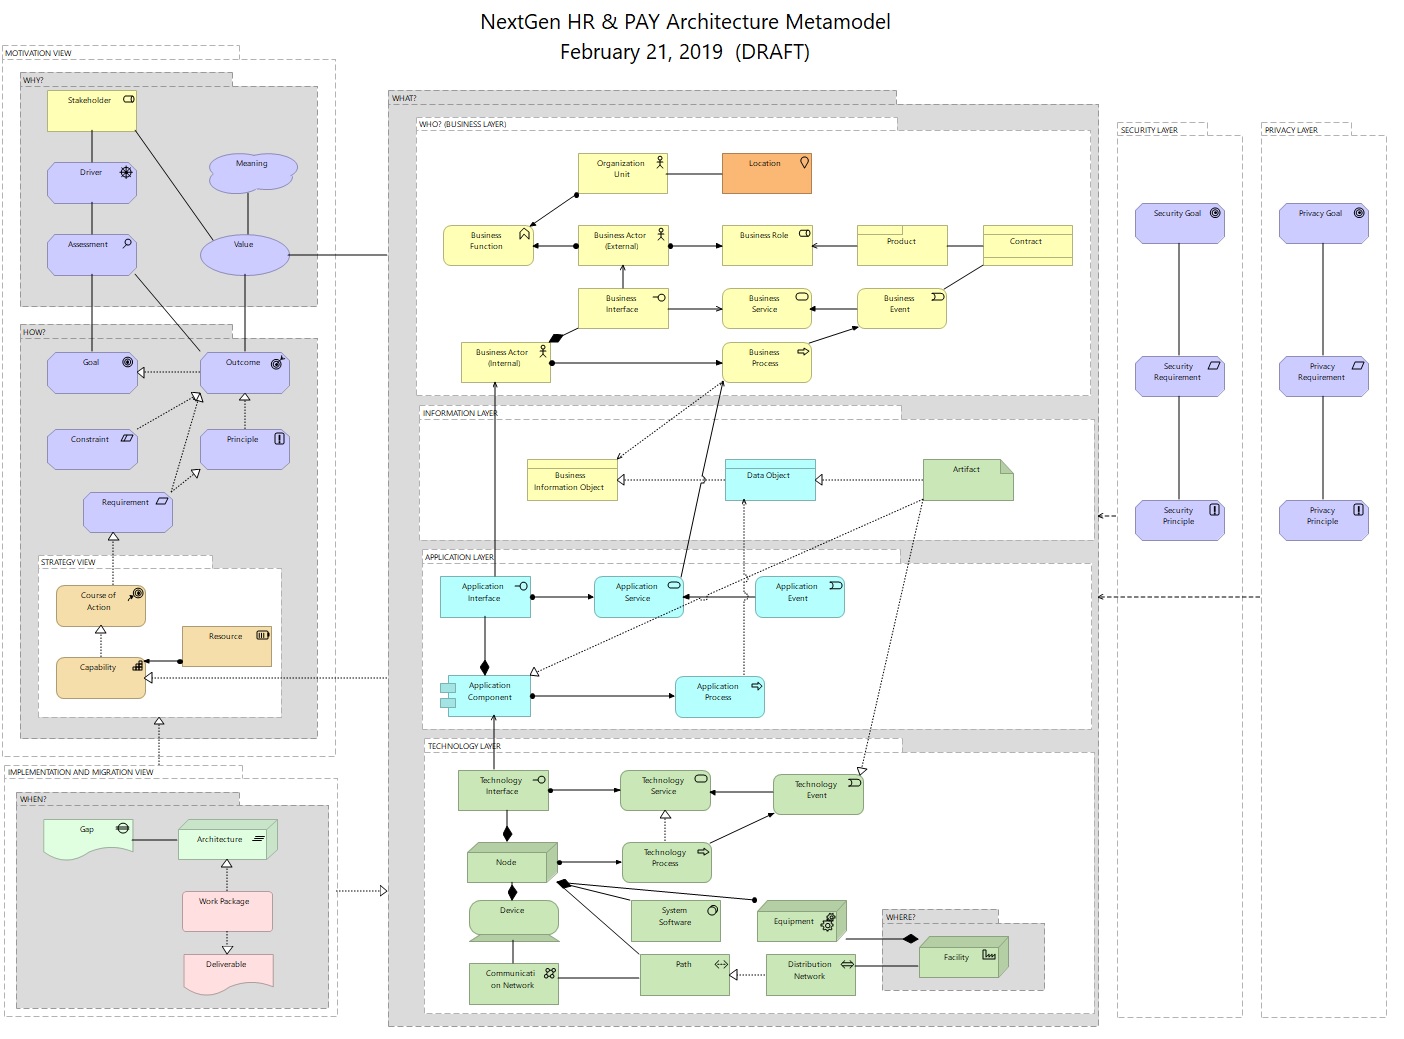 NextGen HR & PAY Architecture Metamodel
February 21, 2019 (DRAFT)
MOTIVATION VIEW
WHY?
Stakeholder
Driver
Meaning
Assessment
Value
HOW?
Goal
Outcome
Constraint
Principle
Requirement
STRATEGY VIEW
Course of
Action
Resource
Capability
IMPLEMENTATION AND MIGRATION VIEW
WHEN?
Gap
Architecture
Work Package
Deliverable
WHAT?
WHO? (BUSINESS LAYER)
Organization
Unit
Location
Business
Function
Business Actor
(External)
Business Role
Product
Contract
Business
Interface
Business
Service
Business
Event
Business Actor
(Internal)
Business
Process
INFORMATION LAYER
Business
Information Object
Data Object
Artifact
APPLICATION LAYER
Application
Interface
Application
Service
Application
Event
Application
Component
Application
Process
TECHNOLOGY LAYER
Technology
Interface
Technology
Service
Technology
Event
Node
Technology
Process
Device
System
Software
Equipment
WHERE?
Facility
Communicati
on Network
Path
Distribution
Network
SECURITY LAYER
Security Goal
Security
Requirement
Security
Principle
PRIVACY LAYER
Privacy Goal
Privacy
Requirement
Privacy
Principle